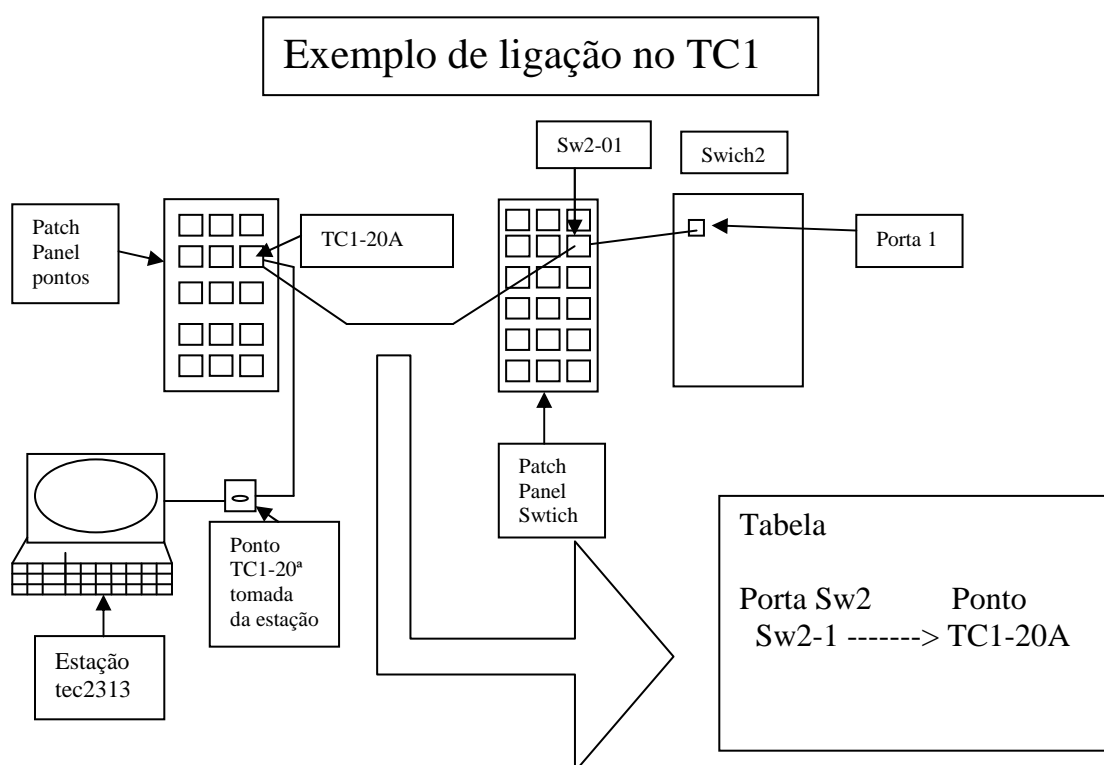 Exemplo de ligação no TC1
Sw2-01
Swich2
Patch
Panel
pontos
TC1-20A
Porta 1
Patch
Panel
Swtich
Ponto
TC1-20ª
tomada
da estação
Estação
tec2313
Tabela
Porta Sw2 Ponto
Sw2-1 -------> TC1-20A